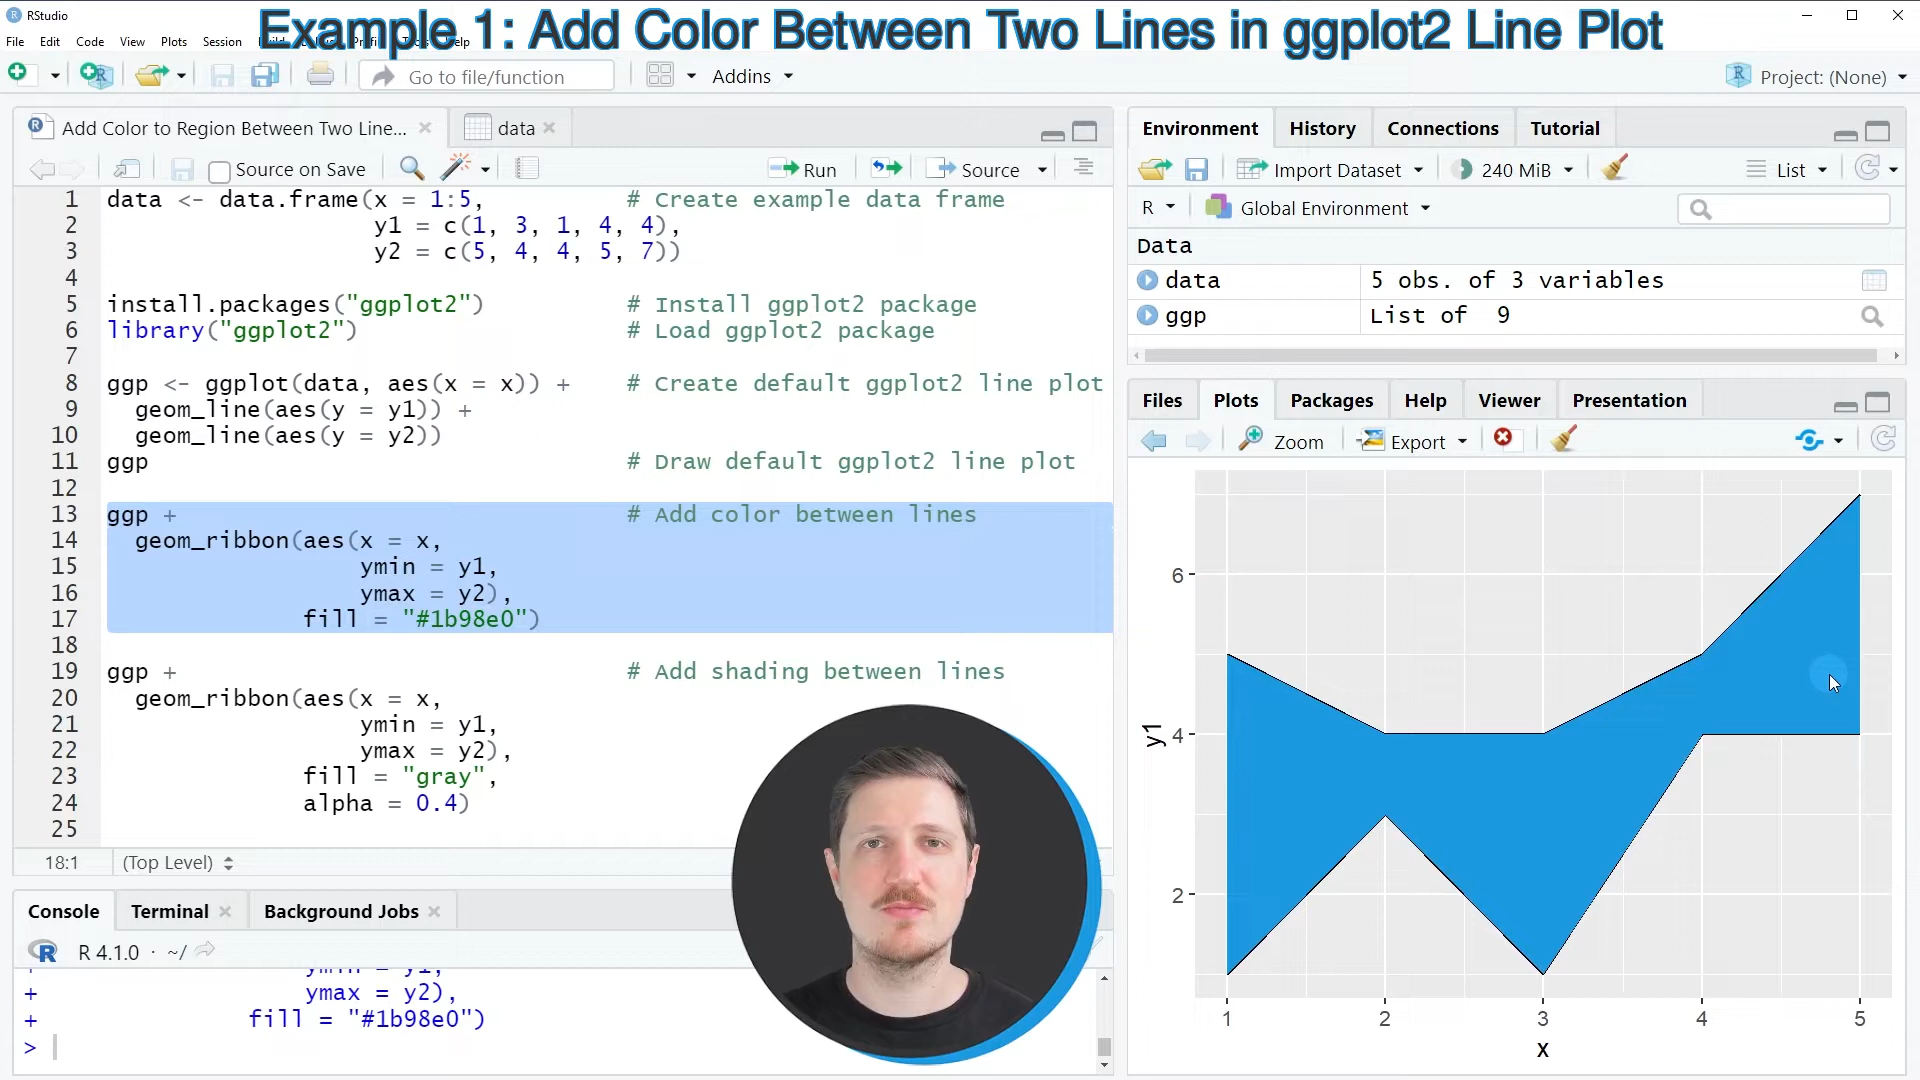 RStudio
Example 1: Add Color Between Two Lines in ggplot2 Line Plot
File Edit Code View Plots Session Help
Go to file/function
Addins
Project: (None)
Add Color to Region Between Two Line...
data
Source on Save
Run
Source
1 data <- data.frame(x = 1:5, # Create example data frame
2 y1 = c(1, 3, 1, 4, 4),
3 y2 = c(5, 4, 4, 5, 7))
4
5 install.packages("ggplot2") # Install ggplot2 package
6 library("ggplot2") # Load ggplot2 package
7
8 ggp <- ggplot(data, aes(x = x)) + # Create default ggplot2 line plot
9 geom_line(aes(y = y1)) +
10 geom_line(aes(y = y2))
11 ggp # Draw default ggplot2 line plot
12
13 ggp + # Add color between lines
14 geom_ribbon(aes(x = x,
15 ymin = y1,
16 ymax = y2),
17 fill = "#1b98e0")
18
19 ggp + # Add shading between lines
20 geom_ribbon(aes(x = x,
21 ymin = y1,
22 ymax = y2),
23 fill = "gray",
24 alpha = 0.4)
25
18:1 (Top Level)
Console Terminal Background Jobs
R 4.1.0 · ~/
+ ymin = y1,
+ ymax = y2),
+ fill = "#1b98e0")
>
Environment History Connections Tutorial
Import Dataset 240 MiB List
R Global Environment
Data
data 5 obs. of 3 variables
ggp List of 9
Files Plots Packages Help Viewer Presentation
Zoom Export
6
4
2
y1
1 2 3 4 5
x